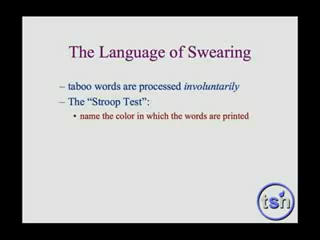 The Language of Swearing
– taboo words are processed involuntarily
– The “Stroop Test”:
• name the color in which the words are printed
tsn